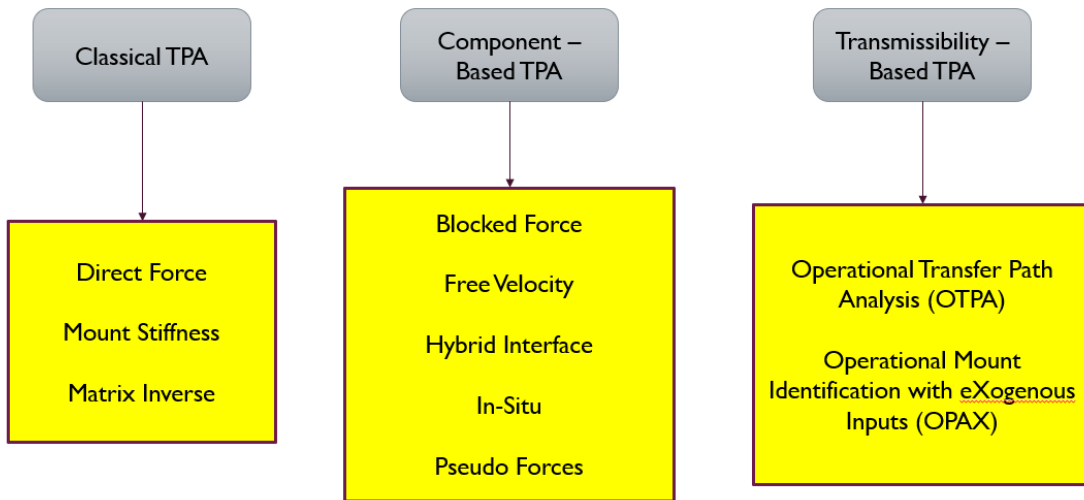 Classical TPA
Component –
Based TPA
Transmissibility –
Based TPA
Direct Force
Mount Stiffness
Matrix Inverse
Blocked Force
Free Velocity
Hybrid Interface
In-Situ
Pseudo Forces
Operational Transfer Path
Analysis (OTPA)
Operational Mount
Identification with eXogenous
Inputs (OPAX)